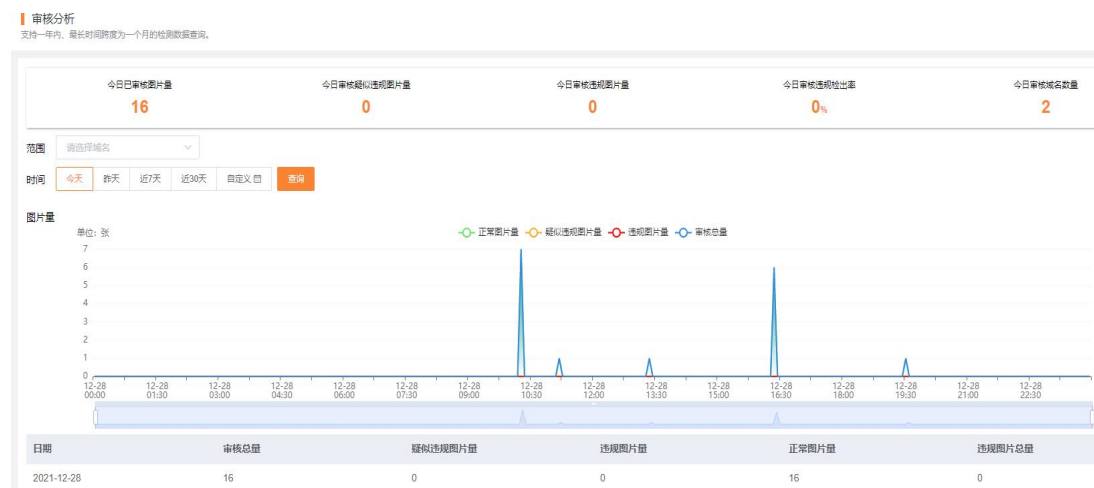 审核分析
支持一年内、最长时间跨度为一个月的检测数据查询。
今日已审核图片量 今日审核疑似违规图片量 今日审核违规图片量 今日审核违规检出率 今日审核域名数量
16 0 0 0% 2
范围 请选择域名
时间 今天 昨天 近7天 近30天 自定义 查询
图片量
单位：张 正常图片量 疑似违规图片量 违规图片量 审核总量
7
6
5
4
3
2
1
0
12-28 12-28 12-28 12-28 12-28 12-28 12-28 12-28 12-28 12-28 12-28 12-28 12-28 12-28 12-28 12-28
00:00 01:30 03:00 04:30 06:00 07:30 09:00 10:30 12:00 13:30 15:00 16:30 18:00 19:30 21:00 22:30
日期 审核总量 疑似违规图片量 违规图片量 正常图片量 违规图片总量
2021-12-28 16 0 0 16 0